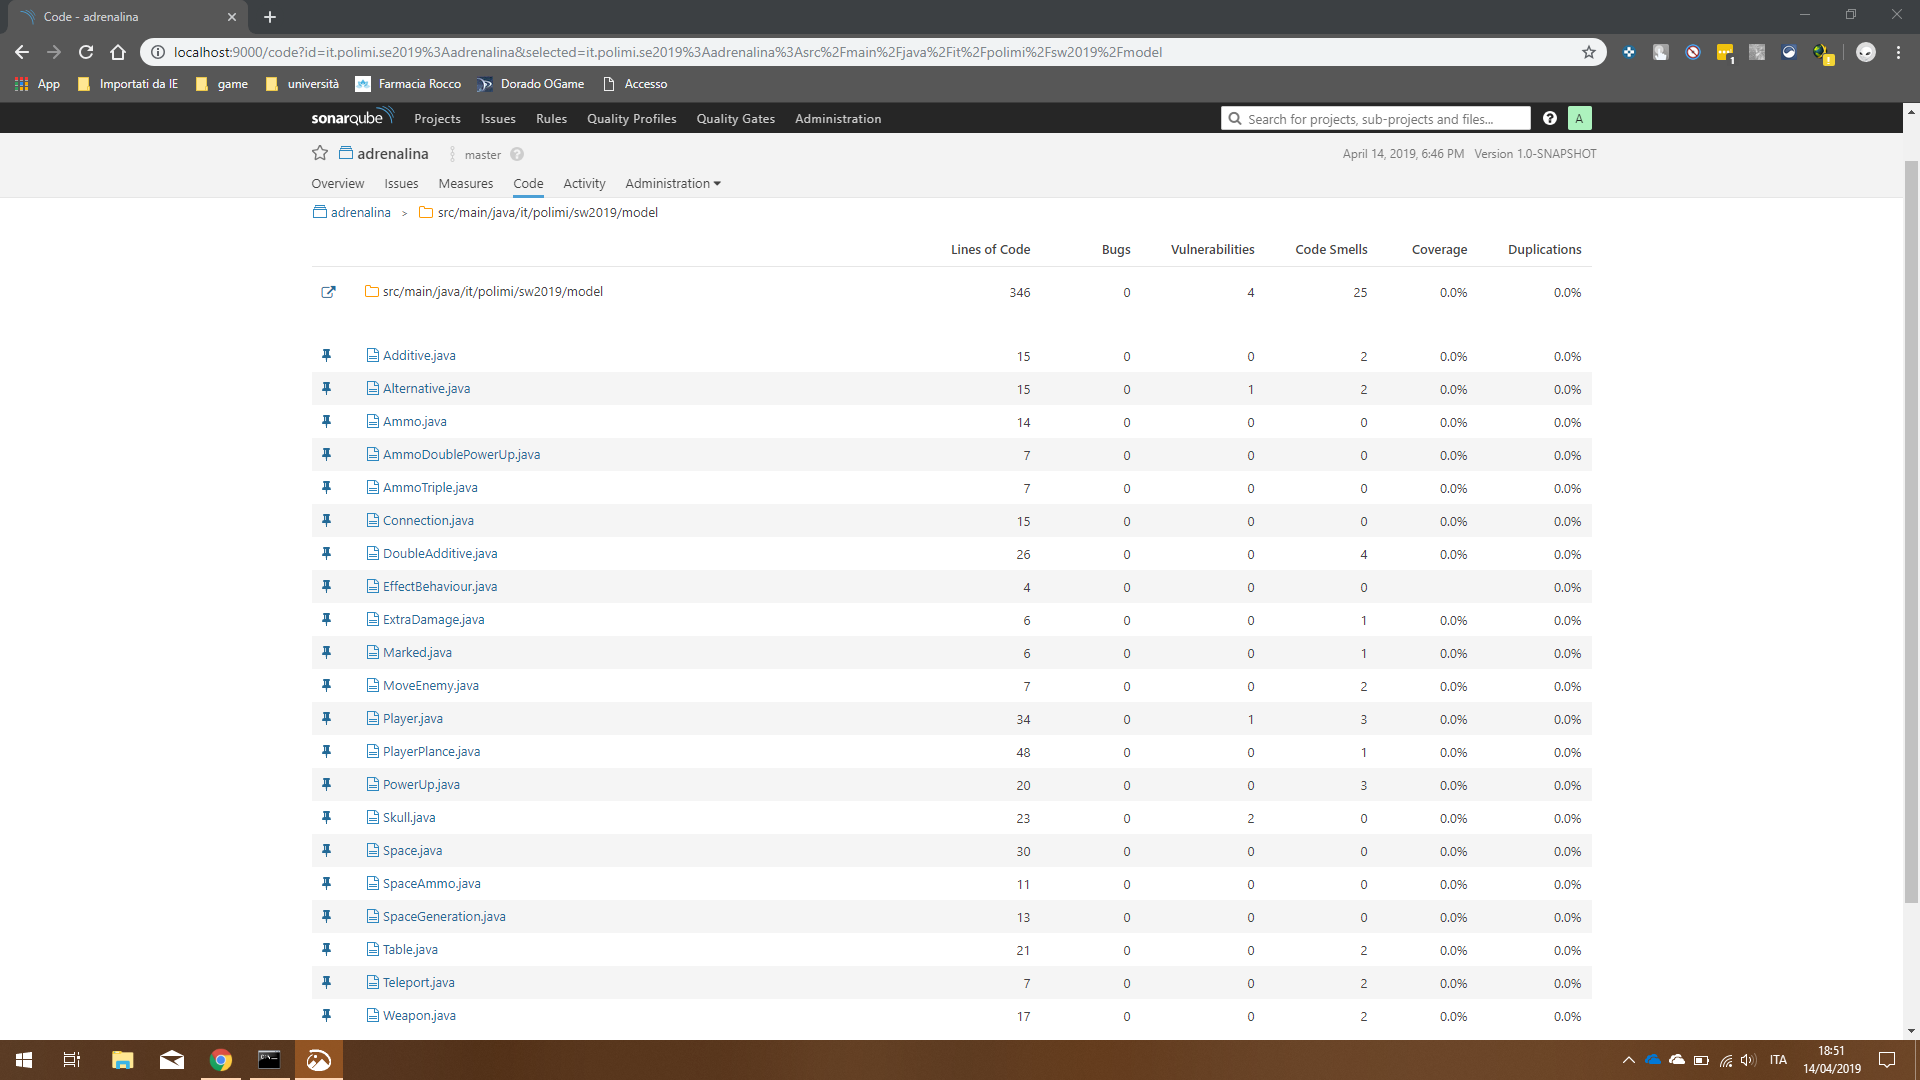 Code - adrenalina
localhost:9000/code?id=it.polimi.se2019%3Aadrenalina&selected=it.polimi.se2019%3Aadrenalina%3Asrc%2Fmain%2Fjava%2Fit%2Fpolimi%2Fsw2019%2Fmodel
App Importati da IE game università Farmacia Rocco Dorado OGame Accesso
sonarqube Projects Issues Rules Quality Profiles Quality Gates Administration Search for projects, sub-projects and files... A
adrenalina master April 14, 2019, 6:46 PM Version 1.0-SNAPSHOT
Overview Issues Measures Code Activity Administration
adrenalina > src/main/java/it/polimi/sw2019/model
Lines of Code Bugs Vulnerabilities Code Smells Coverage Duplications
src/main/java/it/polimi/sw2019/model 346 0 4 25 0.0% 0.0%
Additive.java 15 0 0 2 0.0% 0.0%
Alternative.java 15 0 1 2 0.0% 0.0%
Ammo.java 14 0 0 0 0.0% 0.0%
AmmoDoublePowerUp.java 7 0 0 0 0.0% 0.0%
AmmoTriple.java 7 0 0 0 0.0% 0.0%
Connection.java 15 0 0 0 0.0% 0.0%
DoubleAdditive.java 26 0 0 4 0.0% 0.0%
EffectBehaviour.java 4 0 0 0 0.0%
ExtraDamage.java 6 0 0 1 0.0% 0.0%
Marked.java 6 0 0 1 0.0% 0.0%
MoveEnemy.java 7 0 0 2 0.0% 0.0%
Player.java 34 0 1 3 0.0% 0.0%
PlayerPlance.java 48 0 0 1 0.0% 0.0%
PowerUp.java 20 0 0 3 0.0% 0.0%
Skull.java 23 0 2 0 0.0% 0.0%
Space.java 30 0 0 0 0.0% 0.0%
SpaceAmmo.java 11 0 0 0 0.0% 0.0%
SpaceGeneration.java 13 0 0 0 0.0% 0.0%
Table.java 21 0 0 2 0.0% 0.0%
Teleport.java 7 0 0 2 0.0% 0.0%
Weapon.java 17 0 0 2 0.0% 0.0%
ITA 18:51
14/04/2019